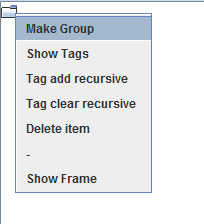 Make Group
Show Tags
Tag add recursive
Tag clear recursive
Delete item
-
Show Frame